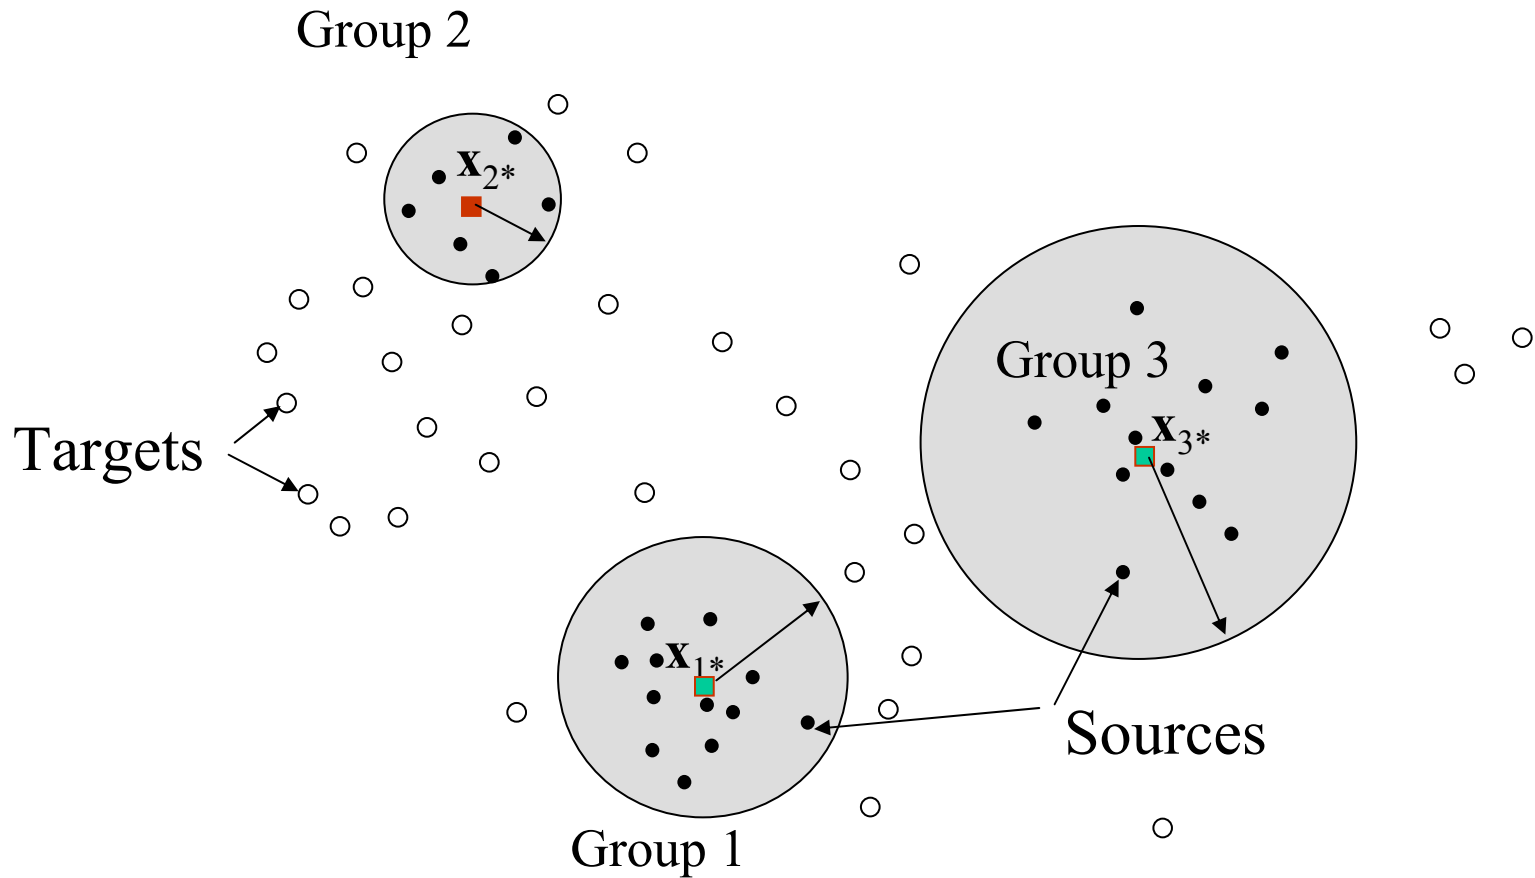 Group 2
x2*
Group 3
x3*
Targets
x1*
Sources
Group 1